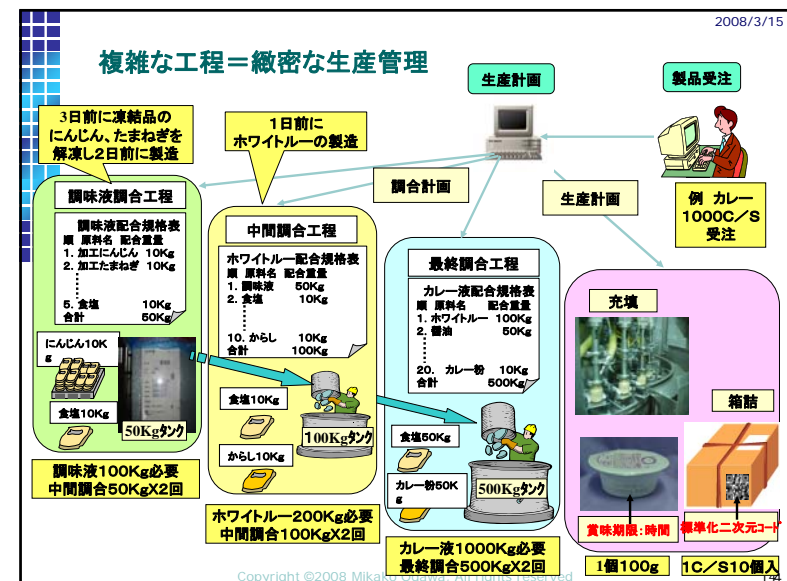 2008/3/15
複雑な工程＝緻密な生産管理
生産計画
製品受注
3日前に凍結品の
にんじん、たまねぎを
解凍し2日前に製造
1日前に
ホワイトルーの製造
調合計画
生産計画
例 カレー
1000C／S
受注
調味液調合工程
調味液配合規格表
順 原料名 配合重量
1. 加工にんじん 10Kg
2. 加工たまねぎ 10Kg
5. 食塩 10Kg
合計 50Kg
にんじん10K
g
食塩10Kg
50Kgタンク
調味液100Kg必要
中間調合50KgX2回
中間調合工程
ホワイトルー配合規格表
順 原料名 配合重量
1. 調味液 50Kg
2. 食塩 10Kg
10. からし 10Kg
合計 100Kg
食塩10Kg
からし10Kg
100Kgタンク
ホワイトルー200Kg必要
中間調合100KgX2回
最終調合工程
カレー液配合規格表
順 原料名 配合重量
1. ホワイトルー 100Kg
2. 醤油 50Kg
20. カレー粉 10Kg
合計 500Kg
食塩50Kg
カレー粉50K
g
500Kgタンク
カレー液1000Kg必要
最終調合500KgX2回
充填
箱詰
賞味期限：時間
標準化二次元コード
1個100g
1C／S10個入
Copyright ©2008 Mikako Ogawa. All rights reserved